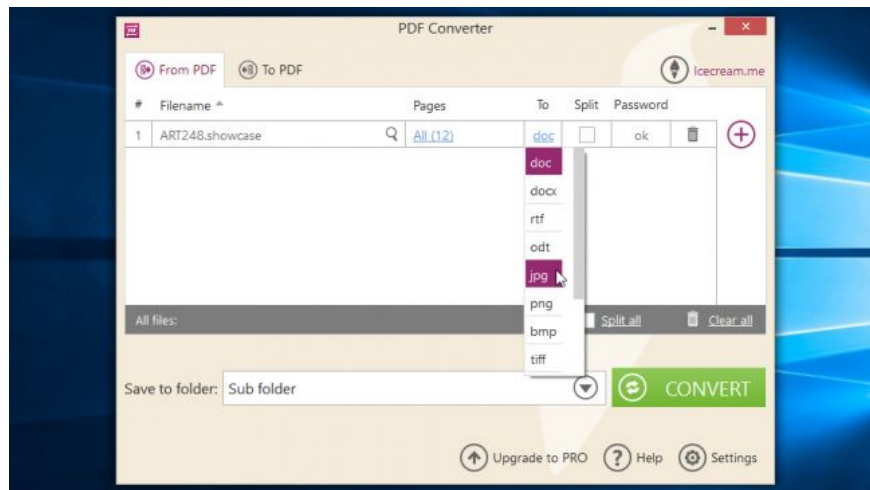 PDF Converter
From PDF
To PDF
Icecream.me
# Filename Pages To Split Password
1 ART248.showcase All (12) doc ok
doc
docx
rtf
odt
jpg
png
bmp
tiff
All files: Split all Clear all
Save to folder: Sub folder CONVERT
Upgrade to PRO Help Settings